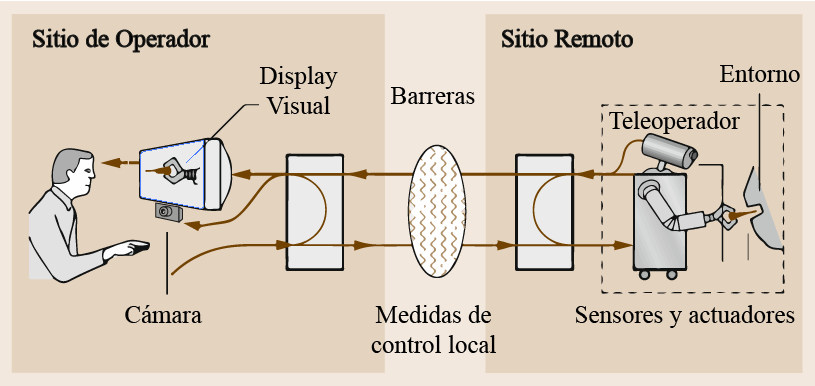 Sitio de Operador
Sitio Remoto
Display
Visual
Barreras
Entorno
Teleoperador
Cámara
Medidas de
control local
Sensores y actuadores